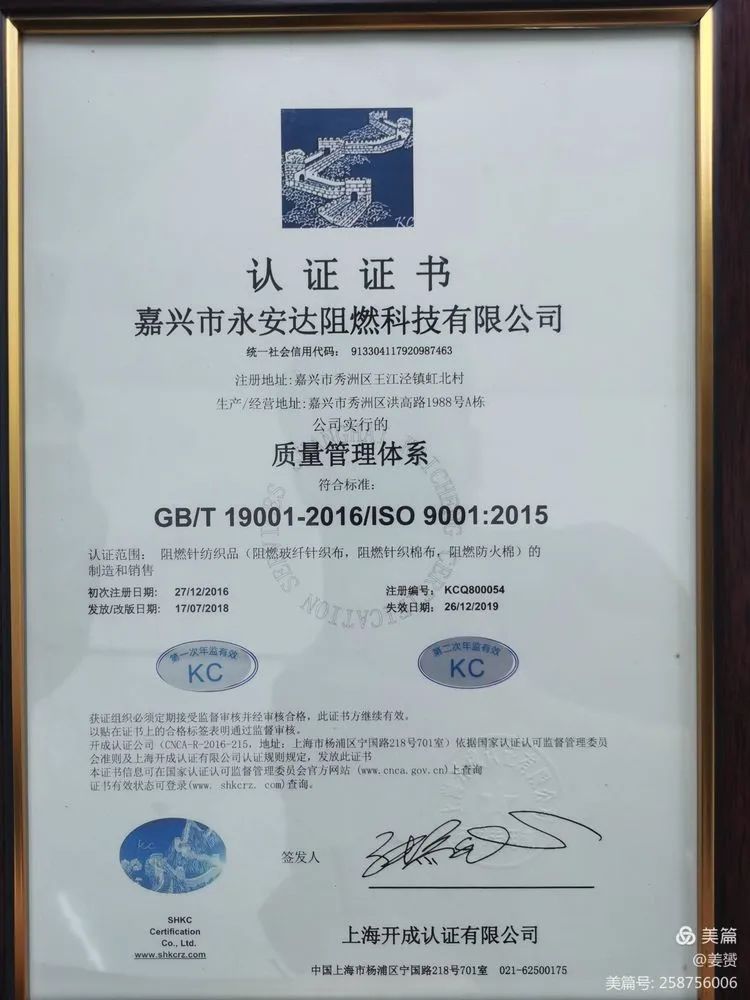 KC
认证证书
嘉兴市永安达阻燃科技有限公司
统一社会信用代码: 913304117920987463
注册地址:嘉兴市秀洲区王江泾镇虹北村
生产/经营地址:嘉兴市秀洲区洪高路1988号A栋
公司实行的
质量管理体系
符合标准:
GB/T 19001-2016/ISO 9001:2015
认证范围: 阻燃针纺织品(阻燃玻纤针织布,阻燃针织棉布,阻燃防火棉)的
制造和销售
初次注册日期: 27/12/2016 注册编号: KCQ800054
发放/改版日期: 17/07/2018 失效日期: 26/12/2019
第一次年监有效
KC
第二次年监有效
KC
获证组织必须定期接受监督审核并经审核合格,此证书方继续有效。
以贴在证书上的合格标签表明通过监督审核。
开成认证公司(CNCA-R-2016-215,地址:上海市杨浦区宁国路218号701室)依据国家认证认可监督管理委员
会准则及上海开成认证有限公司认证规则规定,发放此证书
本证书信息可在国家认证认可监督管理委员会官方网站(www.cnca.gov.cn)上查询
证书有效状态可登录(www. shkcrz. com)查询。
KC
签发人
SHKC
Certification
Co., Ltd.
www.shkcrz.com
上海开成认证有限公司
中国上海市杨浦区宁国路218号701室 021-62500175
美篇
@姜赟
美篇号: 258756006